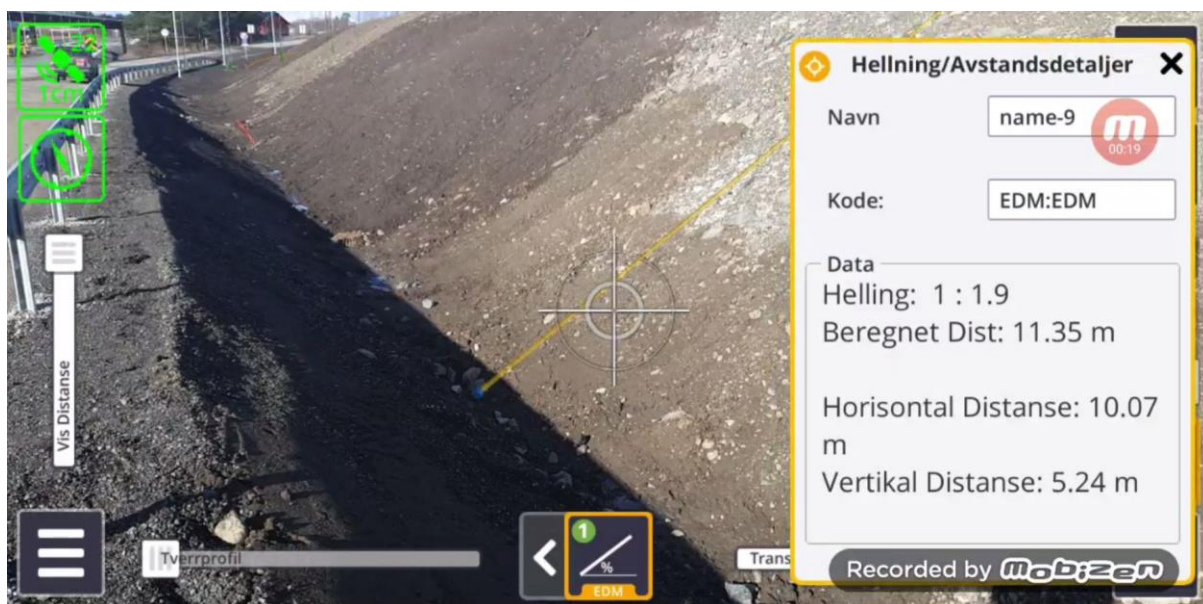 1cm
Vis Distanse
Tverrprofil
1
%
EDM
Trans
Hellning/Avstandsdetaljer
Navn
name-9
00:19
Kode:
EDM:EDM
Data
Helling: 1 : 1.9
Beregnet Dist: 11.35 m
Horisontal Distanse: 10.07
m
Vertikal Distanse: 5.24 m
Recorded by mobizen